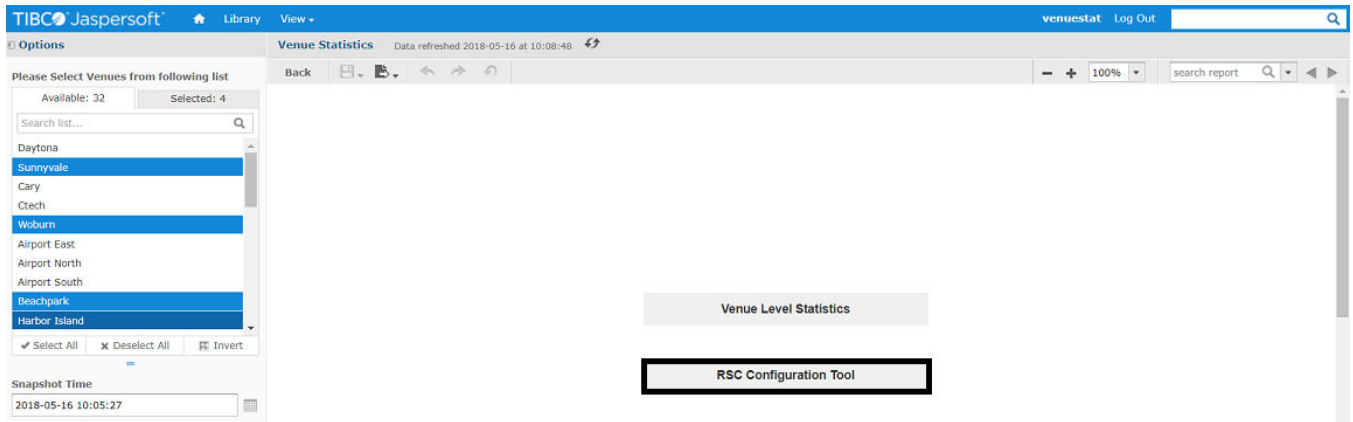 TIBCO Jaspersoft Library View venuestat Log Out
Options
Venue Statistics Data refreshed 2018-05-16 at 10:08:48
Please Select Venues from following list
Back 100% search report
Available: 32 Selected: 4
Search list...
Daytona
Sunnyvale
Cary
Ctech
Woburn
Airport East
Airport North
Airport South
Beachpark
Harbor Island
Select All Deselect All Invert
Snapshot Time
2018-05-16 10:05:27
Venue Level Statistics
RSC Configuration Tool